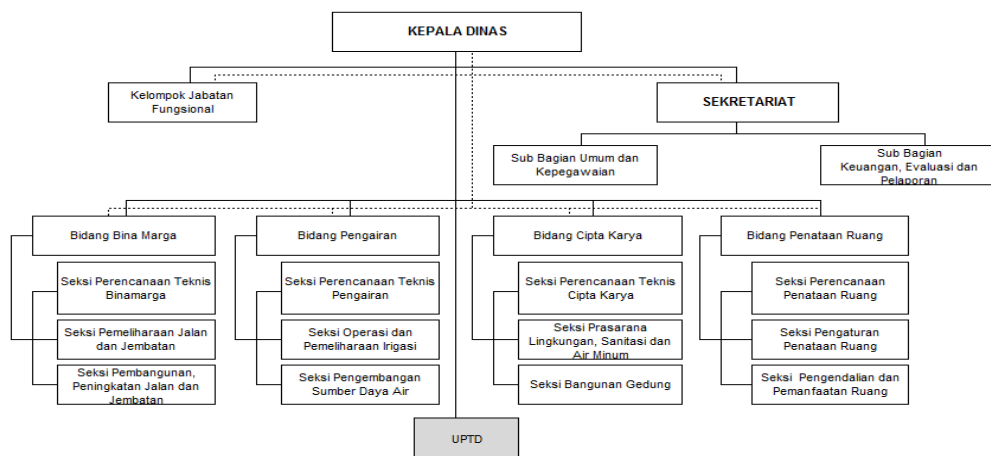 KEPALA DINAS
Kelompok Jabatan
Fungsional
SEKRETARIAT
Sub Bagian Umum dan
Kepegawaian
Sub Bagian
Keuangan, Evaluasi dan
Pelaporan
Bidang Bina Marga
Bidang Pengairan
Bidang Cipta Karya
Bidang Penataan Ruang
Seksi Perencanaan Teknis
Binamarga
Seksi Perencanaan Teknis
Pengairan
Seksi Perencanaan Teknis
Cipta Karya
Seksi Perencanaan
Penataan Ruang
Seksi Pemeliharaan Jalan
dan Jembatan
Seksi Operasi dan
Pemeliharaan Irigasi
Seksi Prasarana
Lingkungan, Sanitasi dan
Air Minum
Seksi Pengaturan
Penataan Ruang
Seksi Pembangunan,
Peningkatan Jalan dan
Jembatan
Seksi Pengembangan
Sumber Daya Air
Seksi Bangunan Gedung
Seksi Pengendalian dan
Pemanfaatan Ruang
UPTD